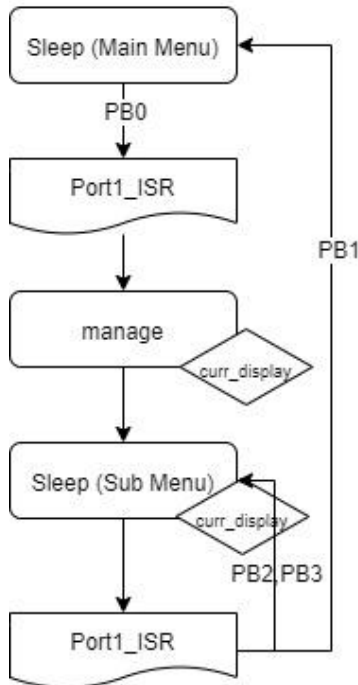 Sleep (Main Menu)
PB0
Port1_ISR
PB1
manage
curr_display
Sleep (Sub Menu)
curr_display
PB2,PB3
Port1_ISR